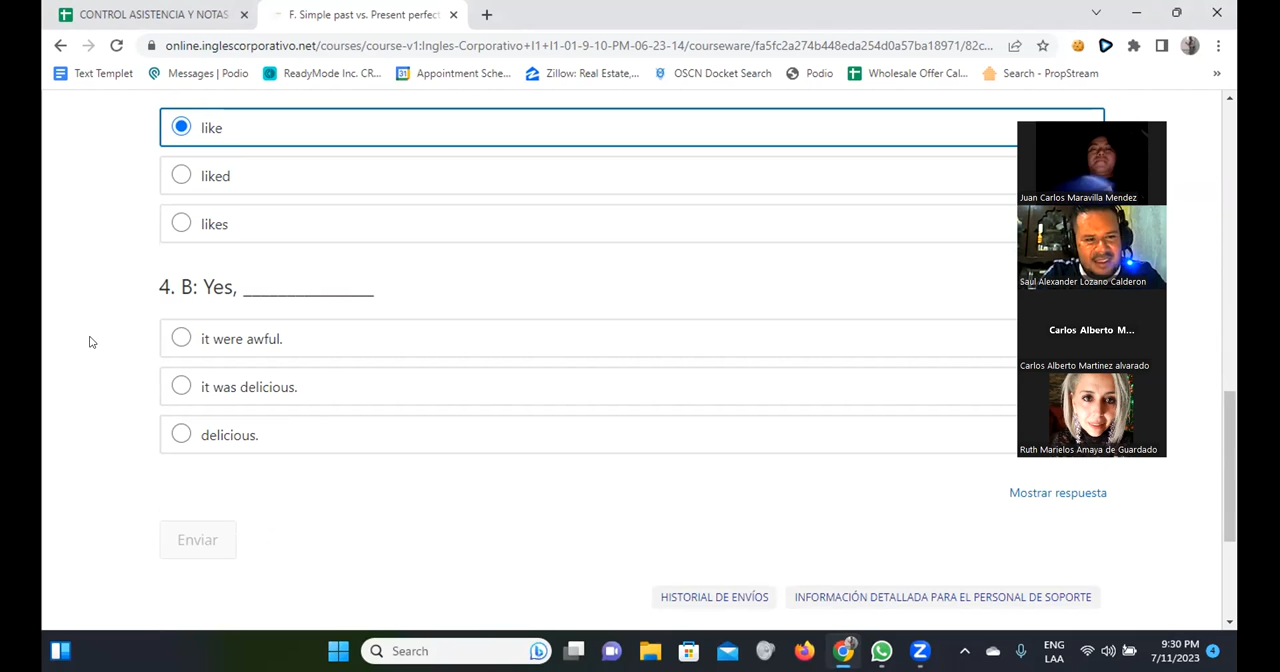 CONTROL ASISTENCIA Y NOTAS
F. Simple past vs. Present perfect
online.inglescorporativo.net/courses/course-v1:Ingles-Corporativo+I1+I1-01-9-10-PM-06-23-14/courseware/fa5fc2a274b448eda254d0a57ba18971/82c...
Text Templet
Messages | Podio
ReadyMode Inc. CR...
Appointment Sche...
Zillow: Real Estate,...
OSCN Docket Search
Podio
Wholesale Offer Cal...
Search - PropStream
»
like
liked
likes
4. B: Yes, ______________
it were awful.
it was delicious.
delicious.
Juan Carlos Maravilla Mendez
Saul Alexander Lozano Calderon
Carlos Alberto M...
Carlos Alberto Martinez alvarado
Ruth Marielos Amaya de Guardado
Mostrar respuesta
Enviar
HISTORIAL DE ENVÍOS
INFORMACIÓN DETALLADA PARA EL PERSONAL DE SOPORTE
Search
ENG
LAA
9:30 PM
7/11/2023
4